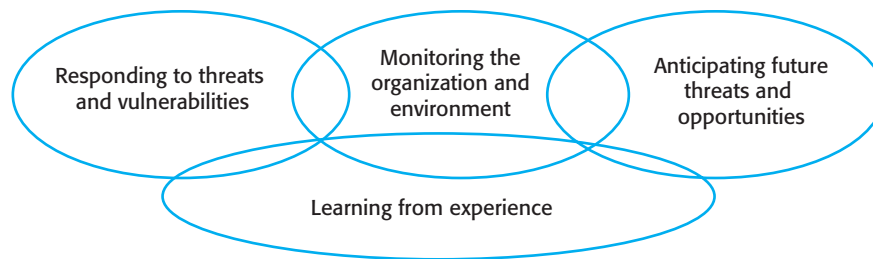 Responding to threats
and vulnerabilities
Monitoring the
organization and
environment
Anticipating future
threats and
opportunities
Learning from experience